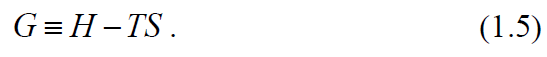 G ≡ H − TS . (1.5)